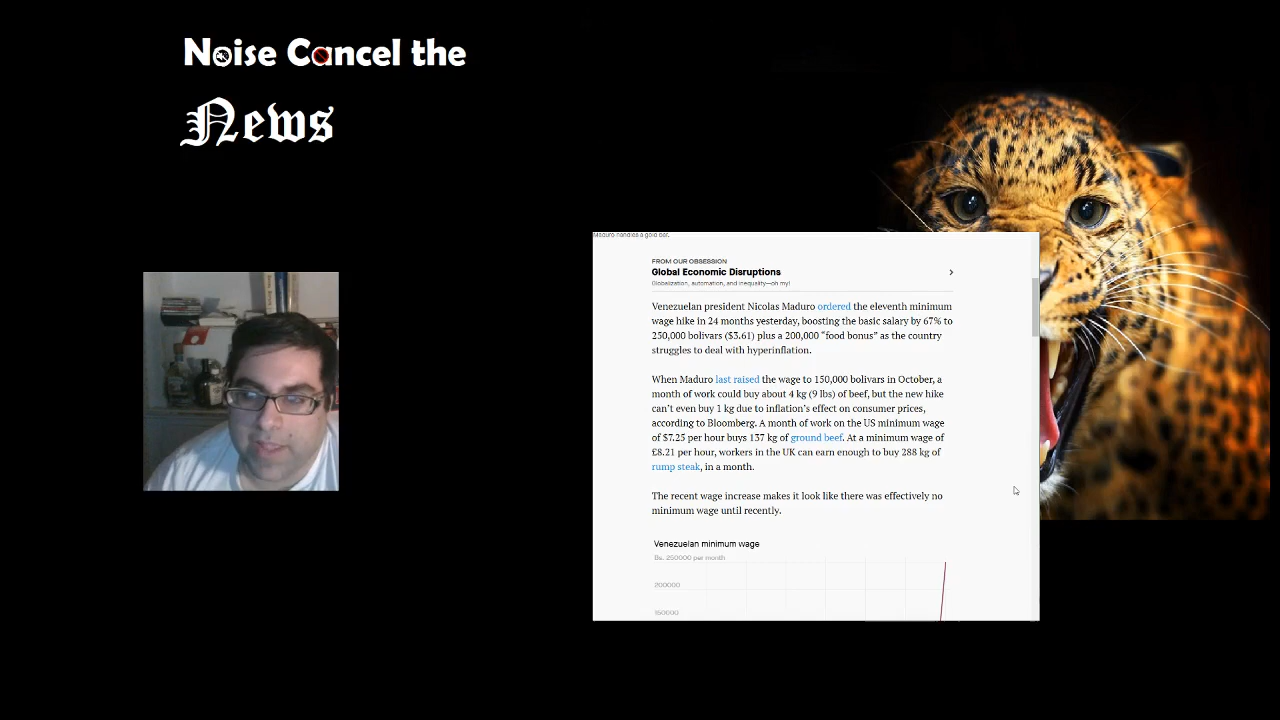 Noise Cancel the
News
Maduro handles a gold bar.
FROM OUR OBSESSION
Global Economic Disruptions
Globalization, automation, and inequality—oh my!
Venezuelan president Nicolas Maduro ordered the eleventh minimum
wage hike in 24 months yesterday, boosting the basic salary by 67% to
250,000 bolivars ($3.61) plus a 200,000 “food bonus” as the country
struggles to deal with hyperinflation.
When Maduro last raised the wage to 150,000 bolivars in October, a
month of work could buy about 4 kg (9 lbs) of beef, but the new hike
can’t even buy 1 kg due to inflation’s effect on consumer prices,
according to Bloomberg. A month of work on the US minimum wage
of $7.25 per hour buys 137 kg of ground beef. At a minimum wage of
£8.21 per hour, workers in the UK can earn enough to buy 288 kg of
rump steak, in a month.
The recent wage increase makes it look like there was effectively no
minimum wage until recently.
Venezuelan minimum wage
Bs. 250000 per month
200000
150000